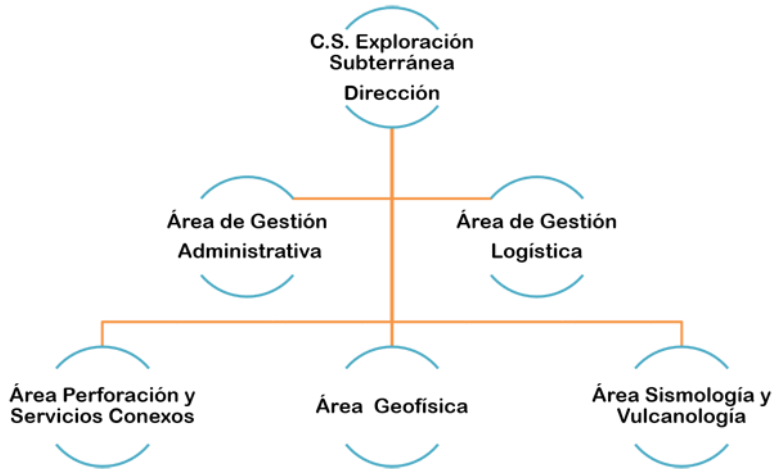 C.S. Exploración
Subterránea
Dirección
Área de Gestión
Administrativa
Área de Gestión
Logística
Área Perforación y
Servicios Conexos
Área Geofísica
Área Sismología y
Vulcanología